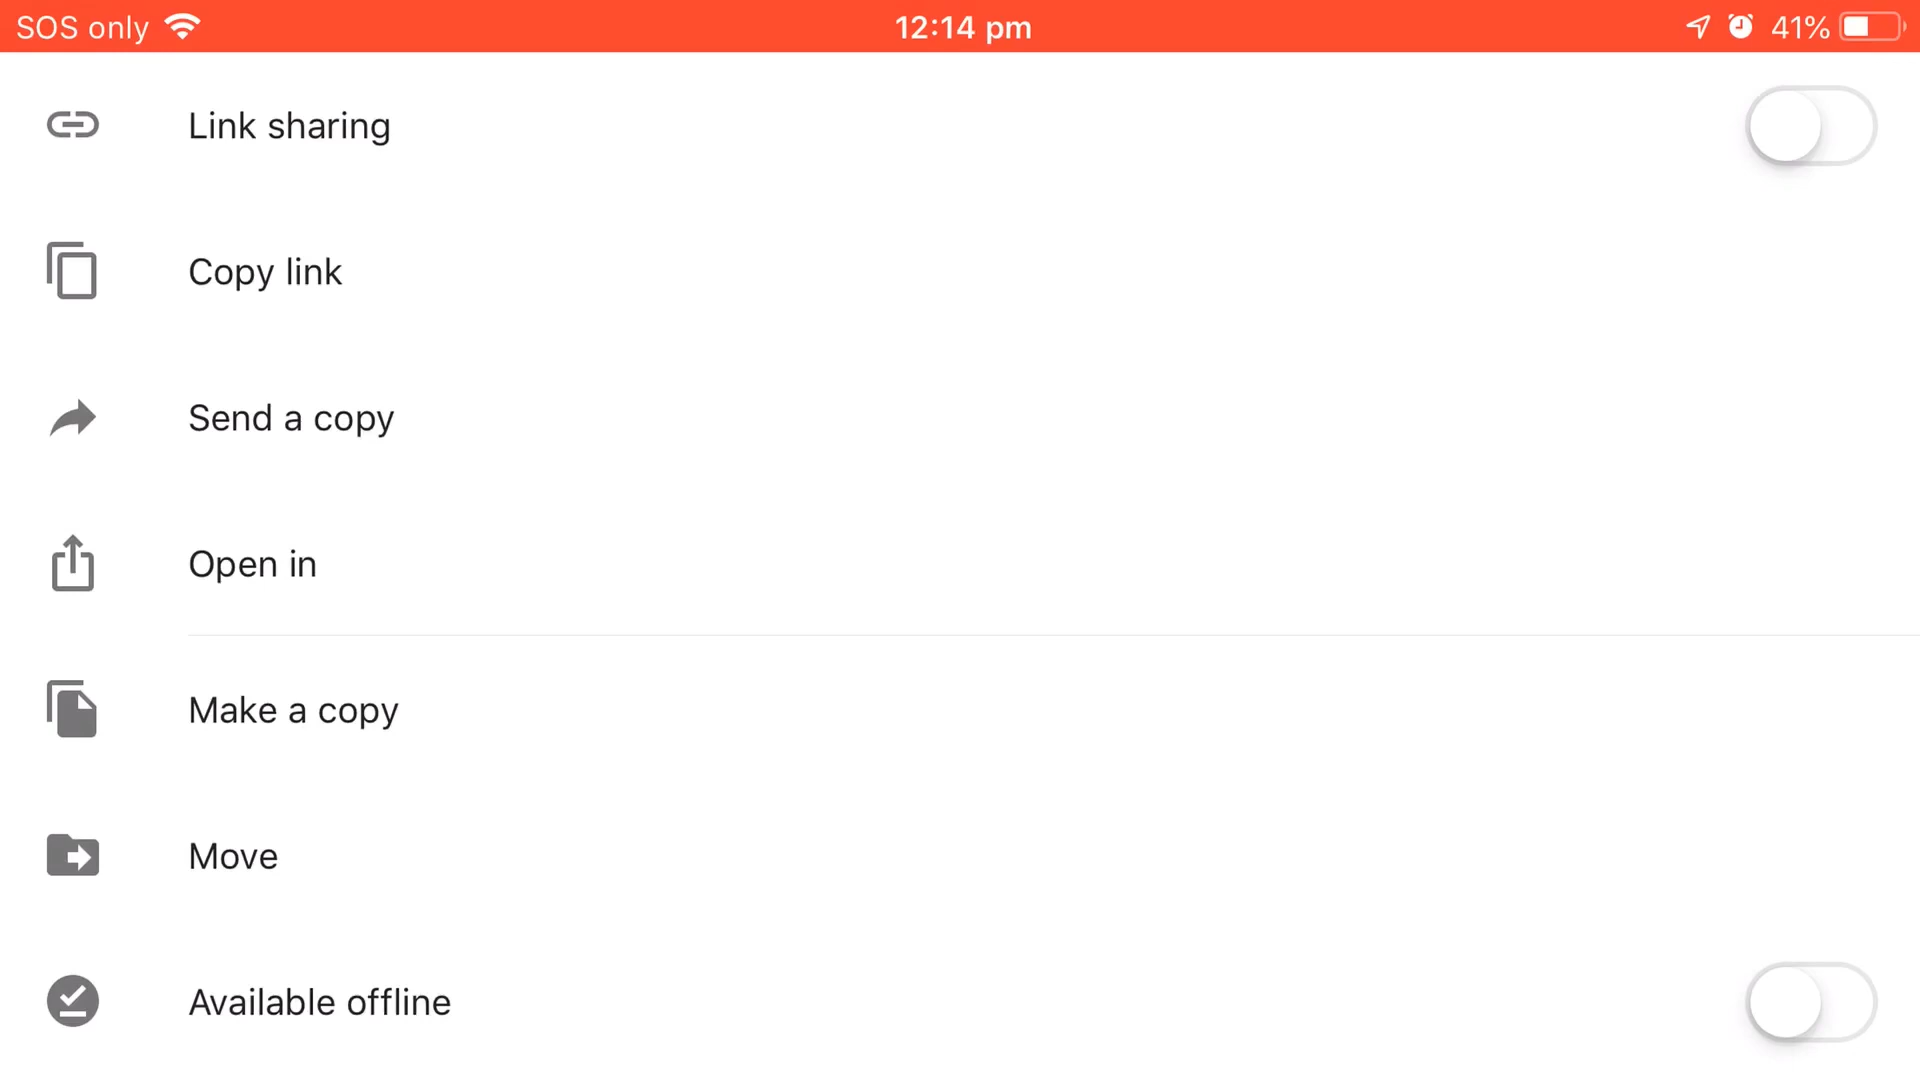 SOS only 12:14 pm 41%
Link sharing
Copy link
Send a copy
Open in
Make a copy
Move
Available offline